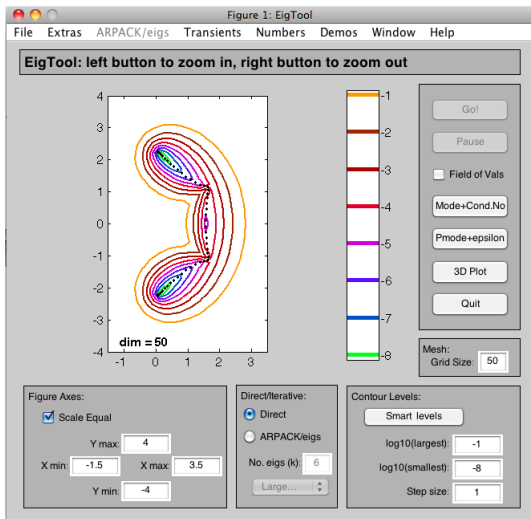 Figure 1: EigTool
File Extras ARPACK/eigs Transients Numbers Demos Window Help
EigTool: left button to zoom in, right button to zoom out
4
3
2
1
0
-1
-2
-3
-4
-1
0
1
2
3
dim = 50
-1
-2
-3
-4
-5
-6
-7
-8
Go!
Pause
Field of Vals
Mode+Cond.No
Pmode+epsilon
3D Plot
Quit
Mesh:
Grid Size: 50
Figure Axes:
Scale Equal
Y max: 4
X min: -1.5 X max: 3.5
Y min: -4
Direct/Iterative:
Direct
ARPACK/eigs
No. eigs (k): 6
Large...
Contour Levels:
Smart levels
log10(largest): -1
log10(smallest): -8
Step size: 1